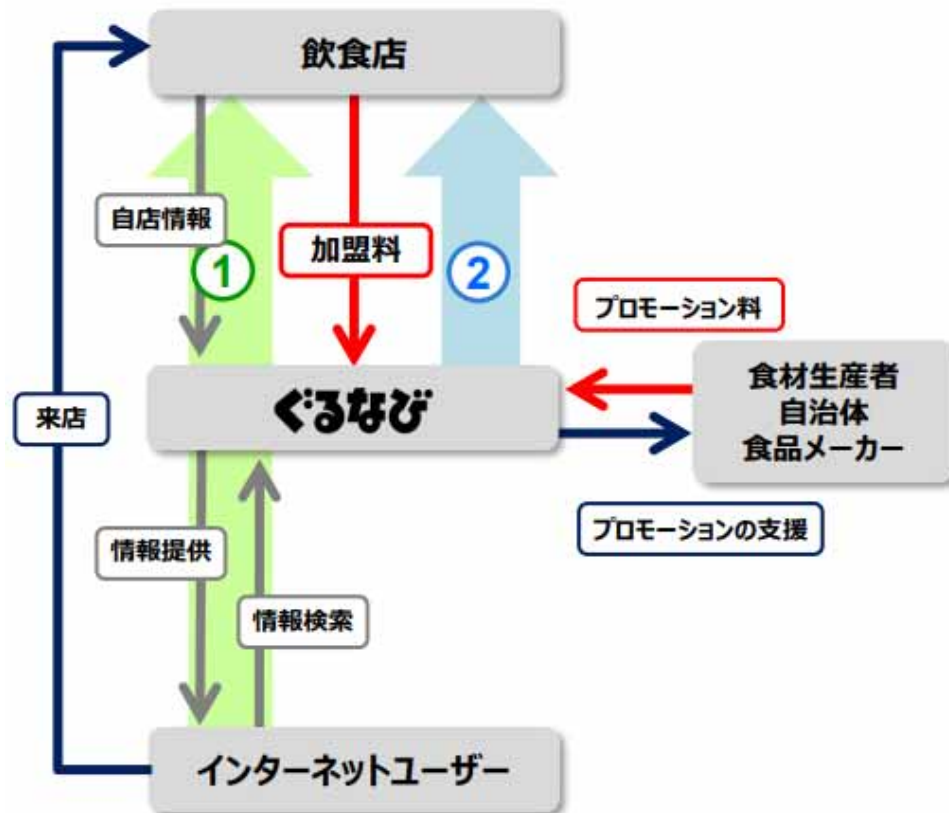 飲食店
自店情報
1
加盟料
2
プロモーション料
ぐるなび
食材生産者
自治体
食品メーカー
来店
プロモーションの支援
情報提供
情報検索
インターネットユーザー